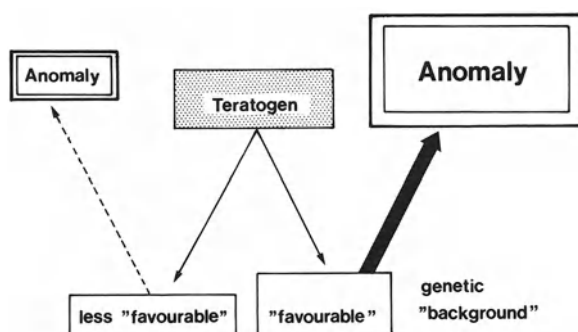 Anomaly
Teratogen
Anomaly
less ”favourable”
”favourable”
genetic
”background”